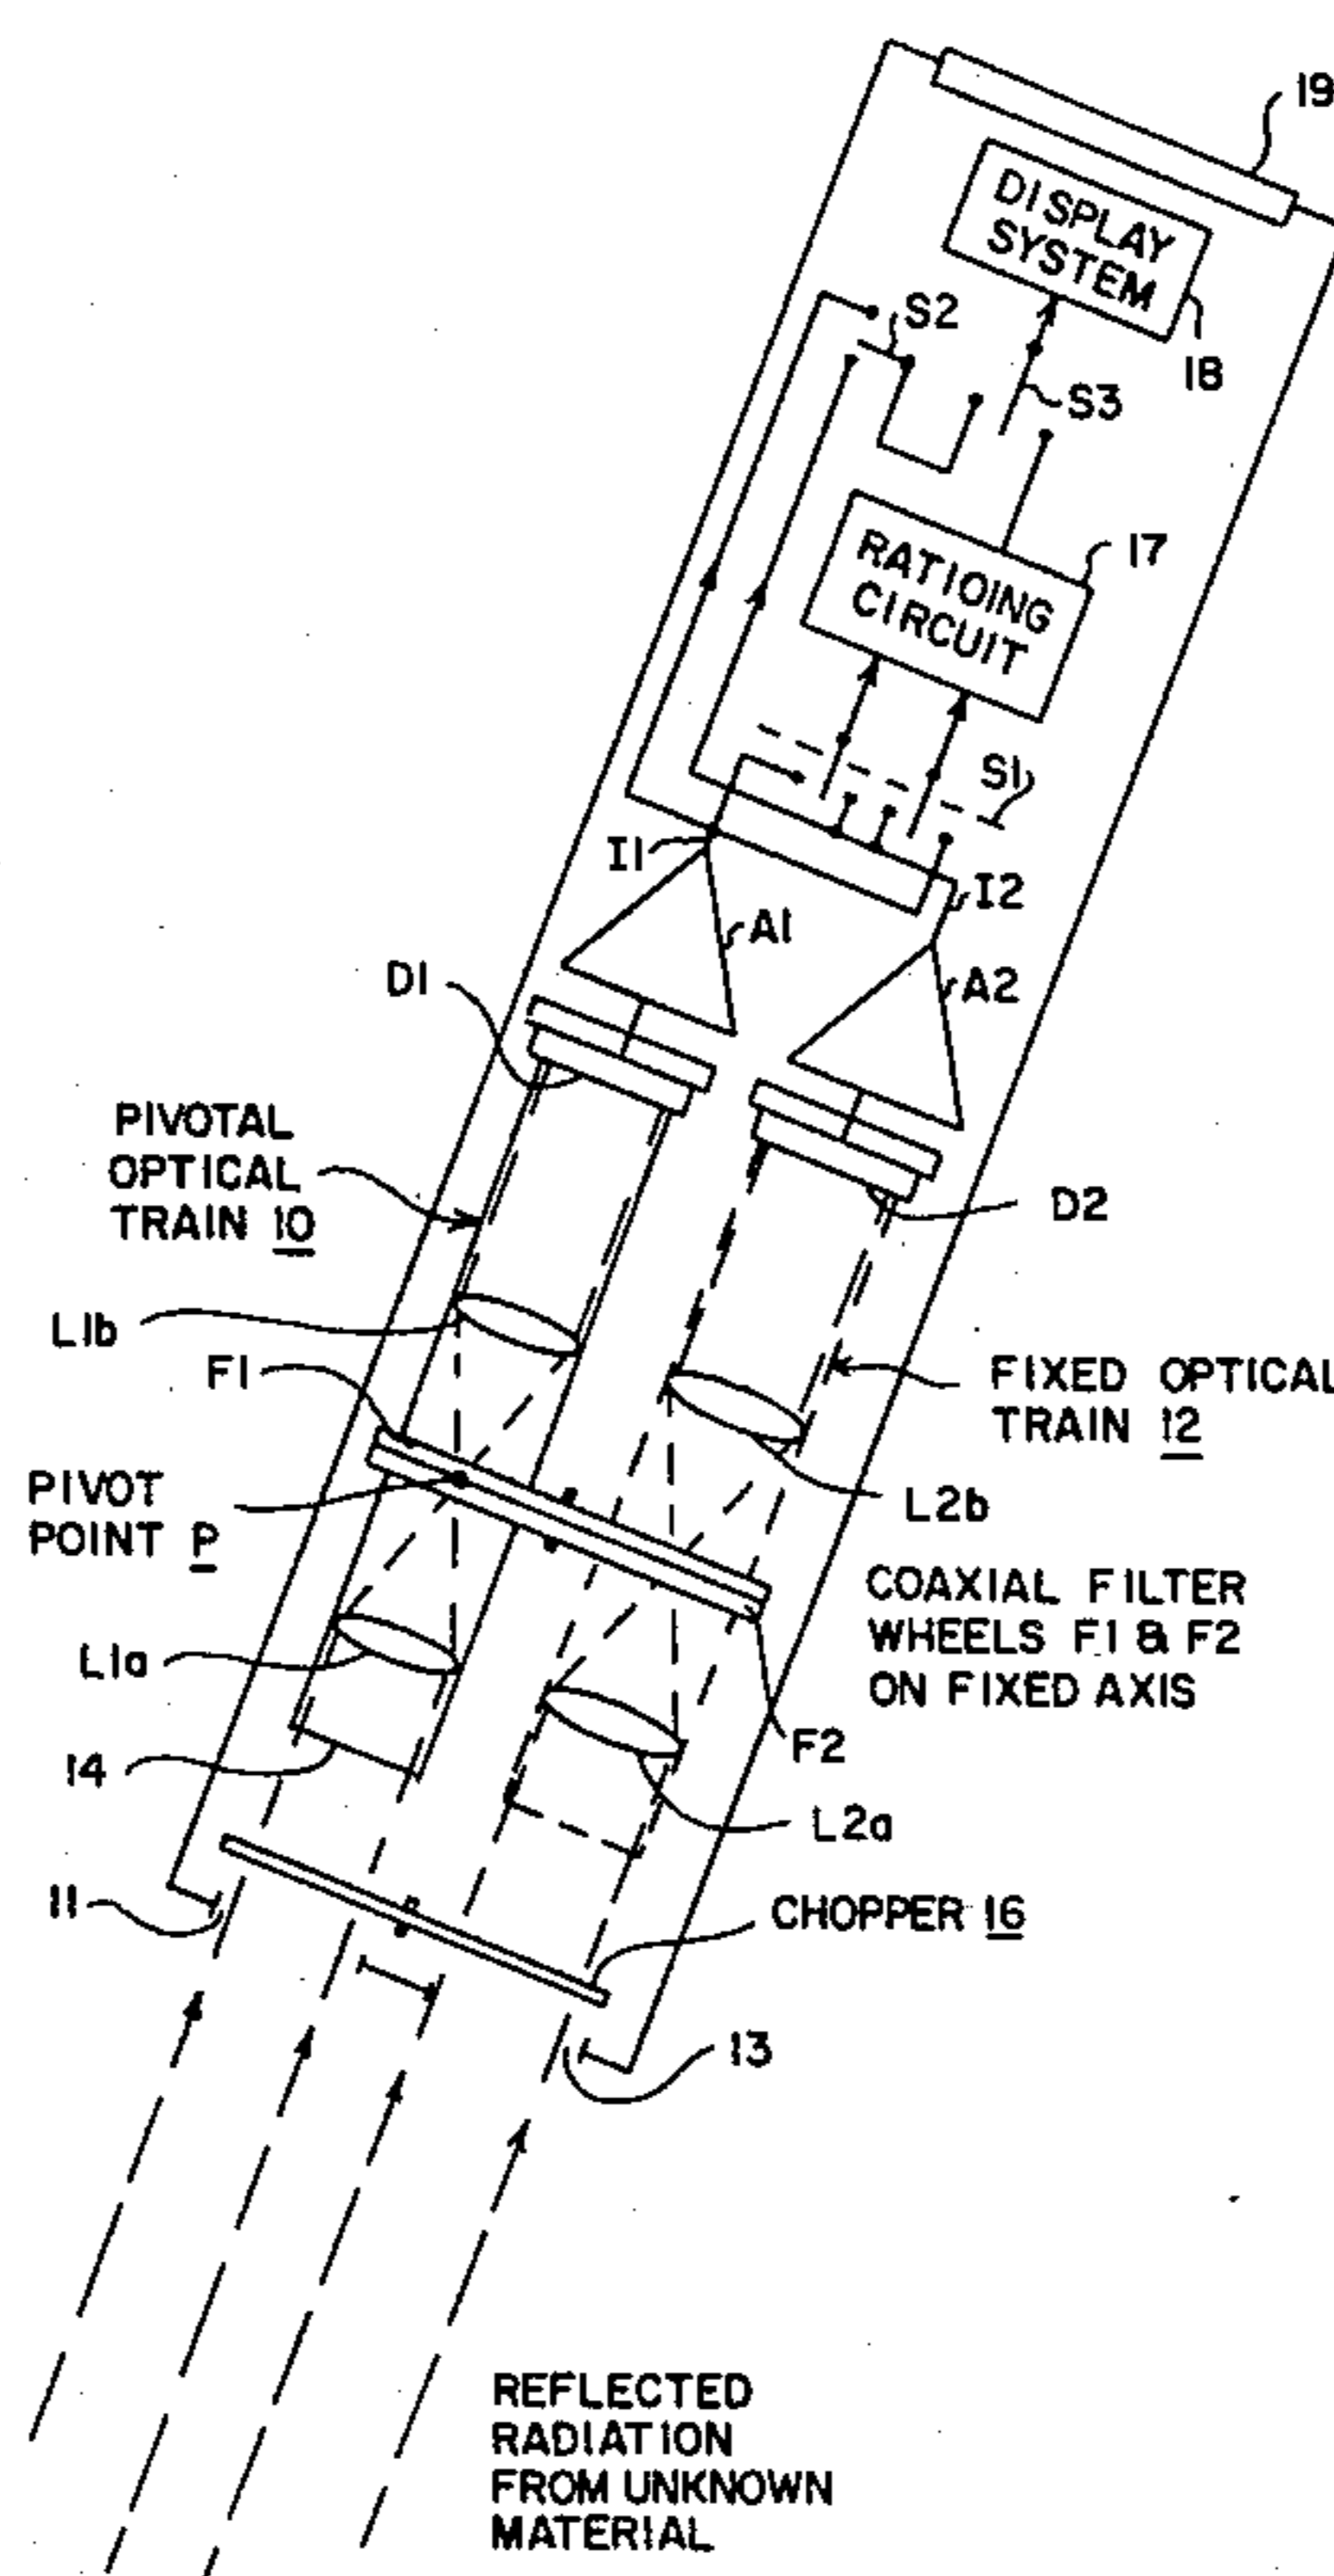 19
DISPLAY
SYSTEM
18
S2
S3
RATIOING
CIRCUIT
17
S1
I1
I2
A1
A2
D1
D2
PIVOTAL
OPTICAL
TRAIN 10
L1b
F1
FIXED OPTICAL
TRAIN 12
PIVOT
POINT P
L2b
COAXIAL FILTER
WHEELS F1 & F2
ON FIXED AXIS
L1a
F2
14
L2a
11
CHOPPER 16
13
REFLECTED
RADIATION
FROM UNKNOWN
MATERIAL